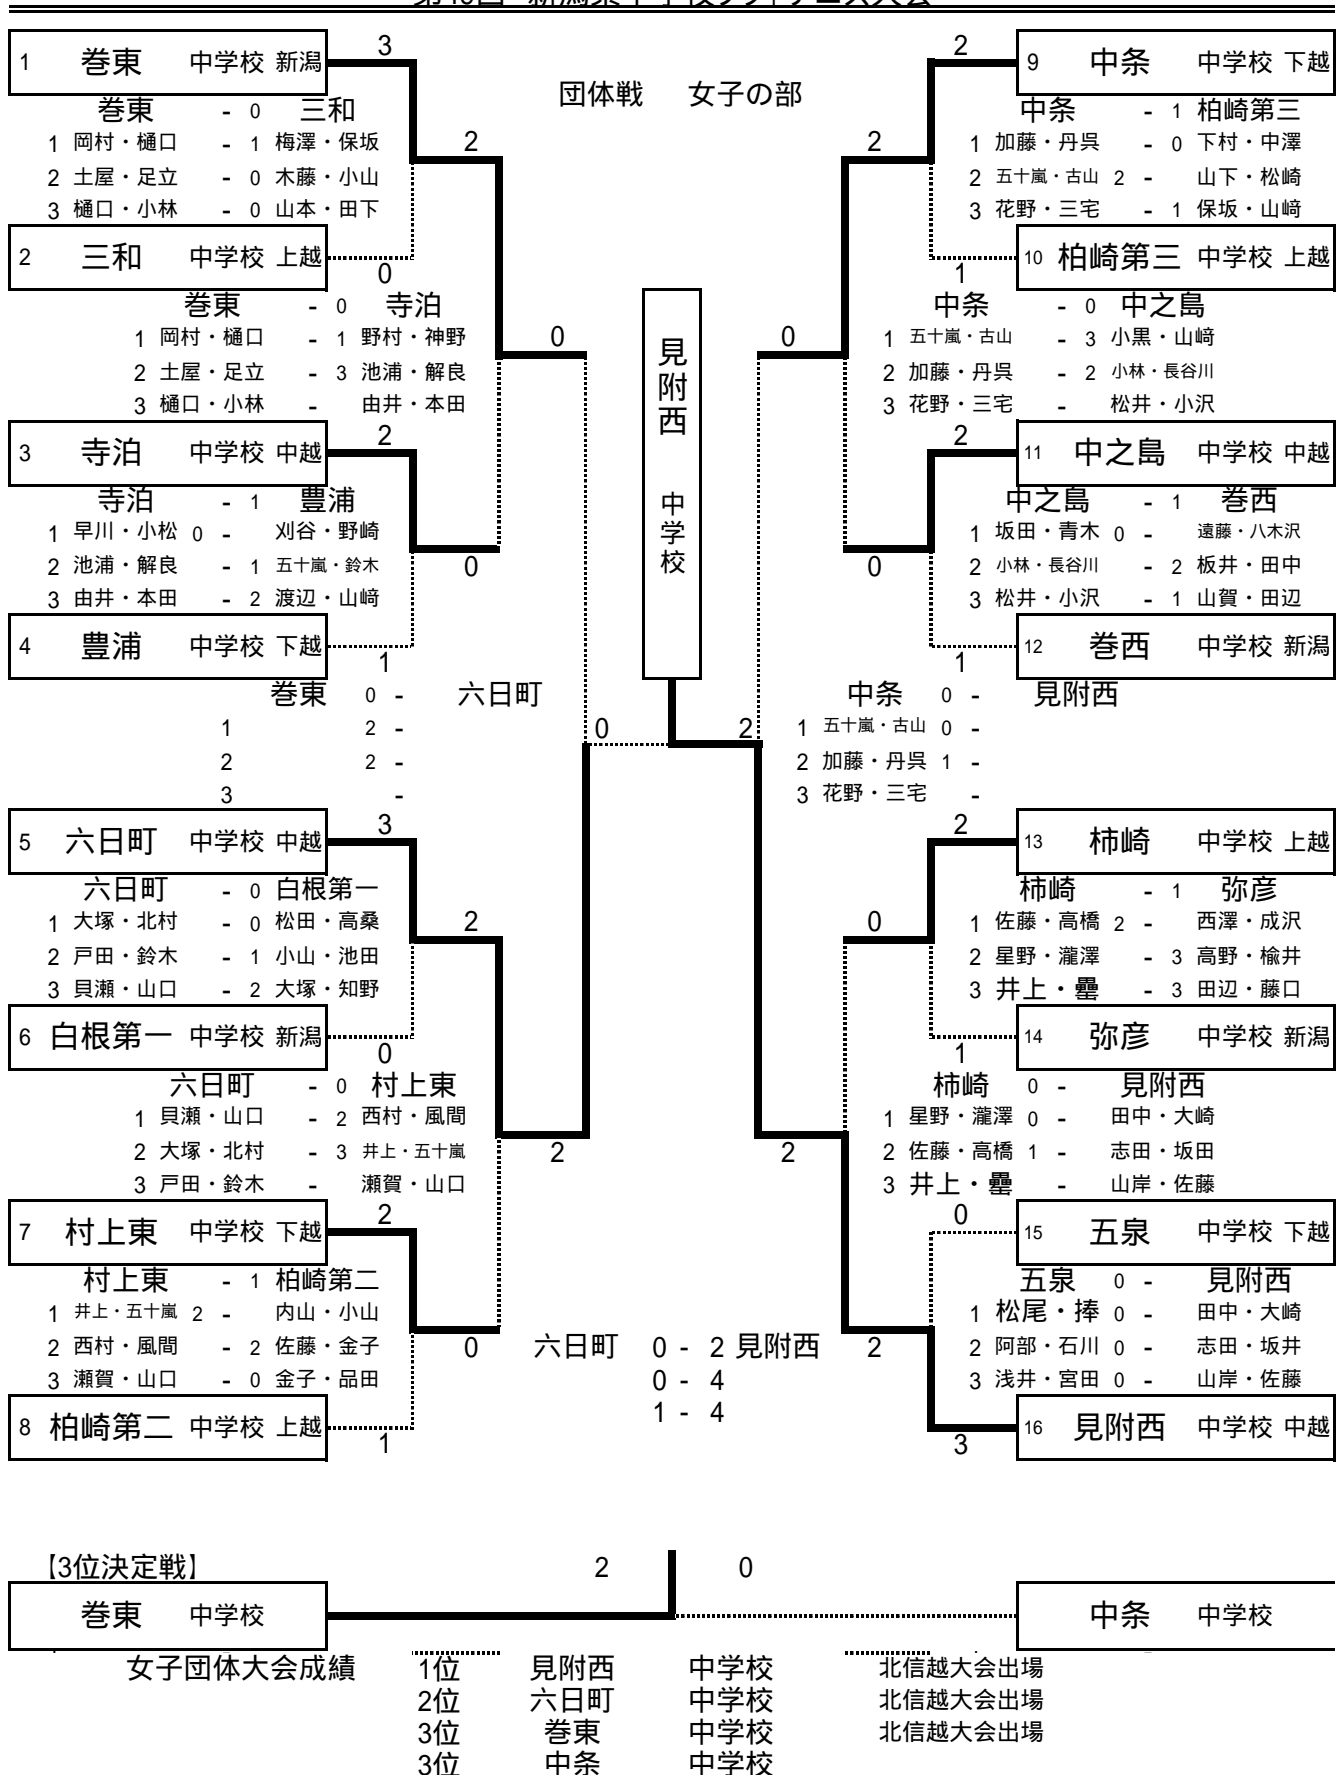 団体戦 女子の部
1 巻東 中学校 新潟 3
巻東 - 0 三和
1 岡村・樋口 - 1 梅澤・保坂
2 土屋・足立 - 0 木藤・小山
3 樋口・小林 - 0 山本・田下
2
2 三和 中学校 上越 0
巻東 - 0 寺泊
1 岡村・樋口 - 1 野村・神野
2 土屋・足立 - 3 池浦・解良
3 樋口・小林 - 由井・本田
0
3 寺泊 中学校 中越 2
寺泊 - 1 豊浦
1 早川・小松 0 - 刈谷・野崎
2 池浦・解良 - 1 五十嵐・鈴木
3 由井・本田 - 2 渡辺・山﨑
0
4 豊浦 中学校 下越 1
巻東 0 - 六日町
1 2 -
2 2 -
3 -
0
5 六日町 中学校 中越 3
六日町 - 0 白根第一
1 大塚・北村 - 0 松田・高桑
2 戸田・鈴木 - 1 小山・池田
3 貝瀬・山口 - 2 大塚・知野
2
6 白根第一 中学校 新潟 0
六日町 - 0 村上東
1 貝瀬・山口 - 2 西村・風間
2 大塚・北村 - 3 井上・五十嵐
3 戸田・鈴木 - 瀬賀・山口
2
7 村上東 中学校 下越 2
村上東 - 1 柏崎第二
1 井上・五十嵐 2 - 内山・小山
2 西村・風間 - 2 佐藤・金子
3 瀬賀・山口 - 0 金子・品田
0
8 柏崎第二 中学校 上越 1
見附西 中学校
2 9 中条 中学校 下越
中条 - 1 柏崎第三
1 加藤・丹呉 - 0 下村・中澤
2 五十嵐・古山 2 - 山下・松崎
3 花野・三宅 - 1 保坂・山﨑
2
1 10 柏崎第三 中学校 上越
中条 - 0 中之島
1 五十嵐・古山 - 3 小黒・山﨑
2 加藤・丹呉 - 2 小林・長谷川
3 花野・三宅 - 松井・小沢
0
2 11 中之島 中学校 中越
中之島 - 1 巻西
1 坂田・青木 0 - 遠藤・八木沢
2 小林・長谷川 - 2 板井・田中
3 松井・小沢 - 1 山賀・田辺
0
1 12 巻西 中学校 新潟
中条 0 - 見附西
1 五十嵐・古山 0 -
2 加藤・丹呉 1 -
3 花野・三宅 -
2
2 13 柿崎 中学校 上越
柿崎 - 1 弥彦
1 佐藤・高橋 2 - 西澤・成沢
2 星野・瀧澤 - 3 高野・楡井
3 井上・罍 - 3 田辺・藤口
0
1 14 弥彦 中学校 新潟
柿崎 0 - 見附西
1 星野・瀧澤 0 - 田中・大崎
2 佐藤・高橋 1 - 志田・坂田
3 井上・罍 - 山岸・佐藤
2
0 15 五泉 中学校 下越
五泉 0 - 見附西
1 松尾・捧 0 - 田中・大崎
2 阿部・石川 0 - 志田・坂井
3 浅井・宮田 0 - 山岸・佐藤
2
3 16 見附西 中学校 中越
六日町 0 - 2 見附西
0 - 4
1 - 4
【3位決定戦】
2 0
巻東 中学校 中条 中学校
女子団体大会成績 1位 見附西 中学校 北信越大会出場
2位 六日町 中学校 北信越大会出場
3位 巻東 中学校 北信越大会出場
3位 中条 中学校